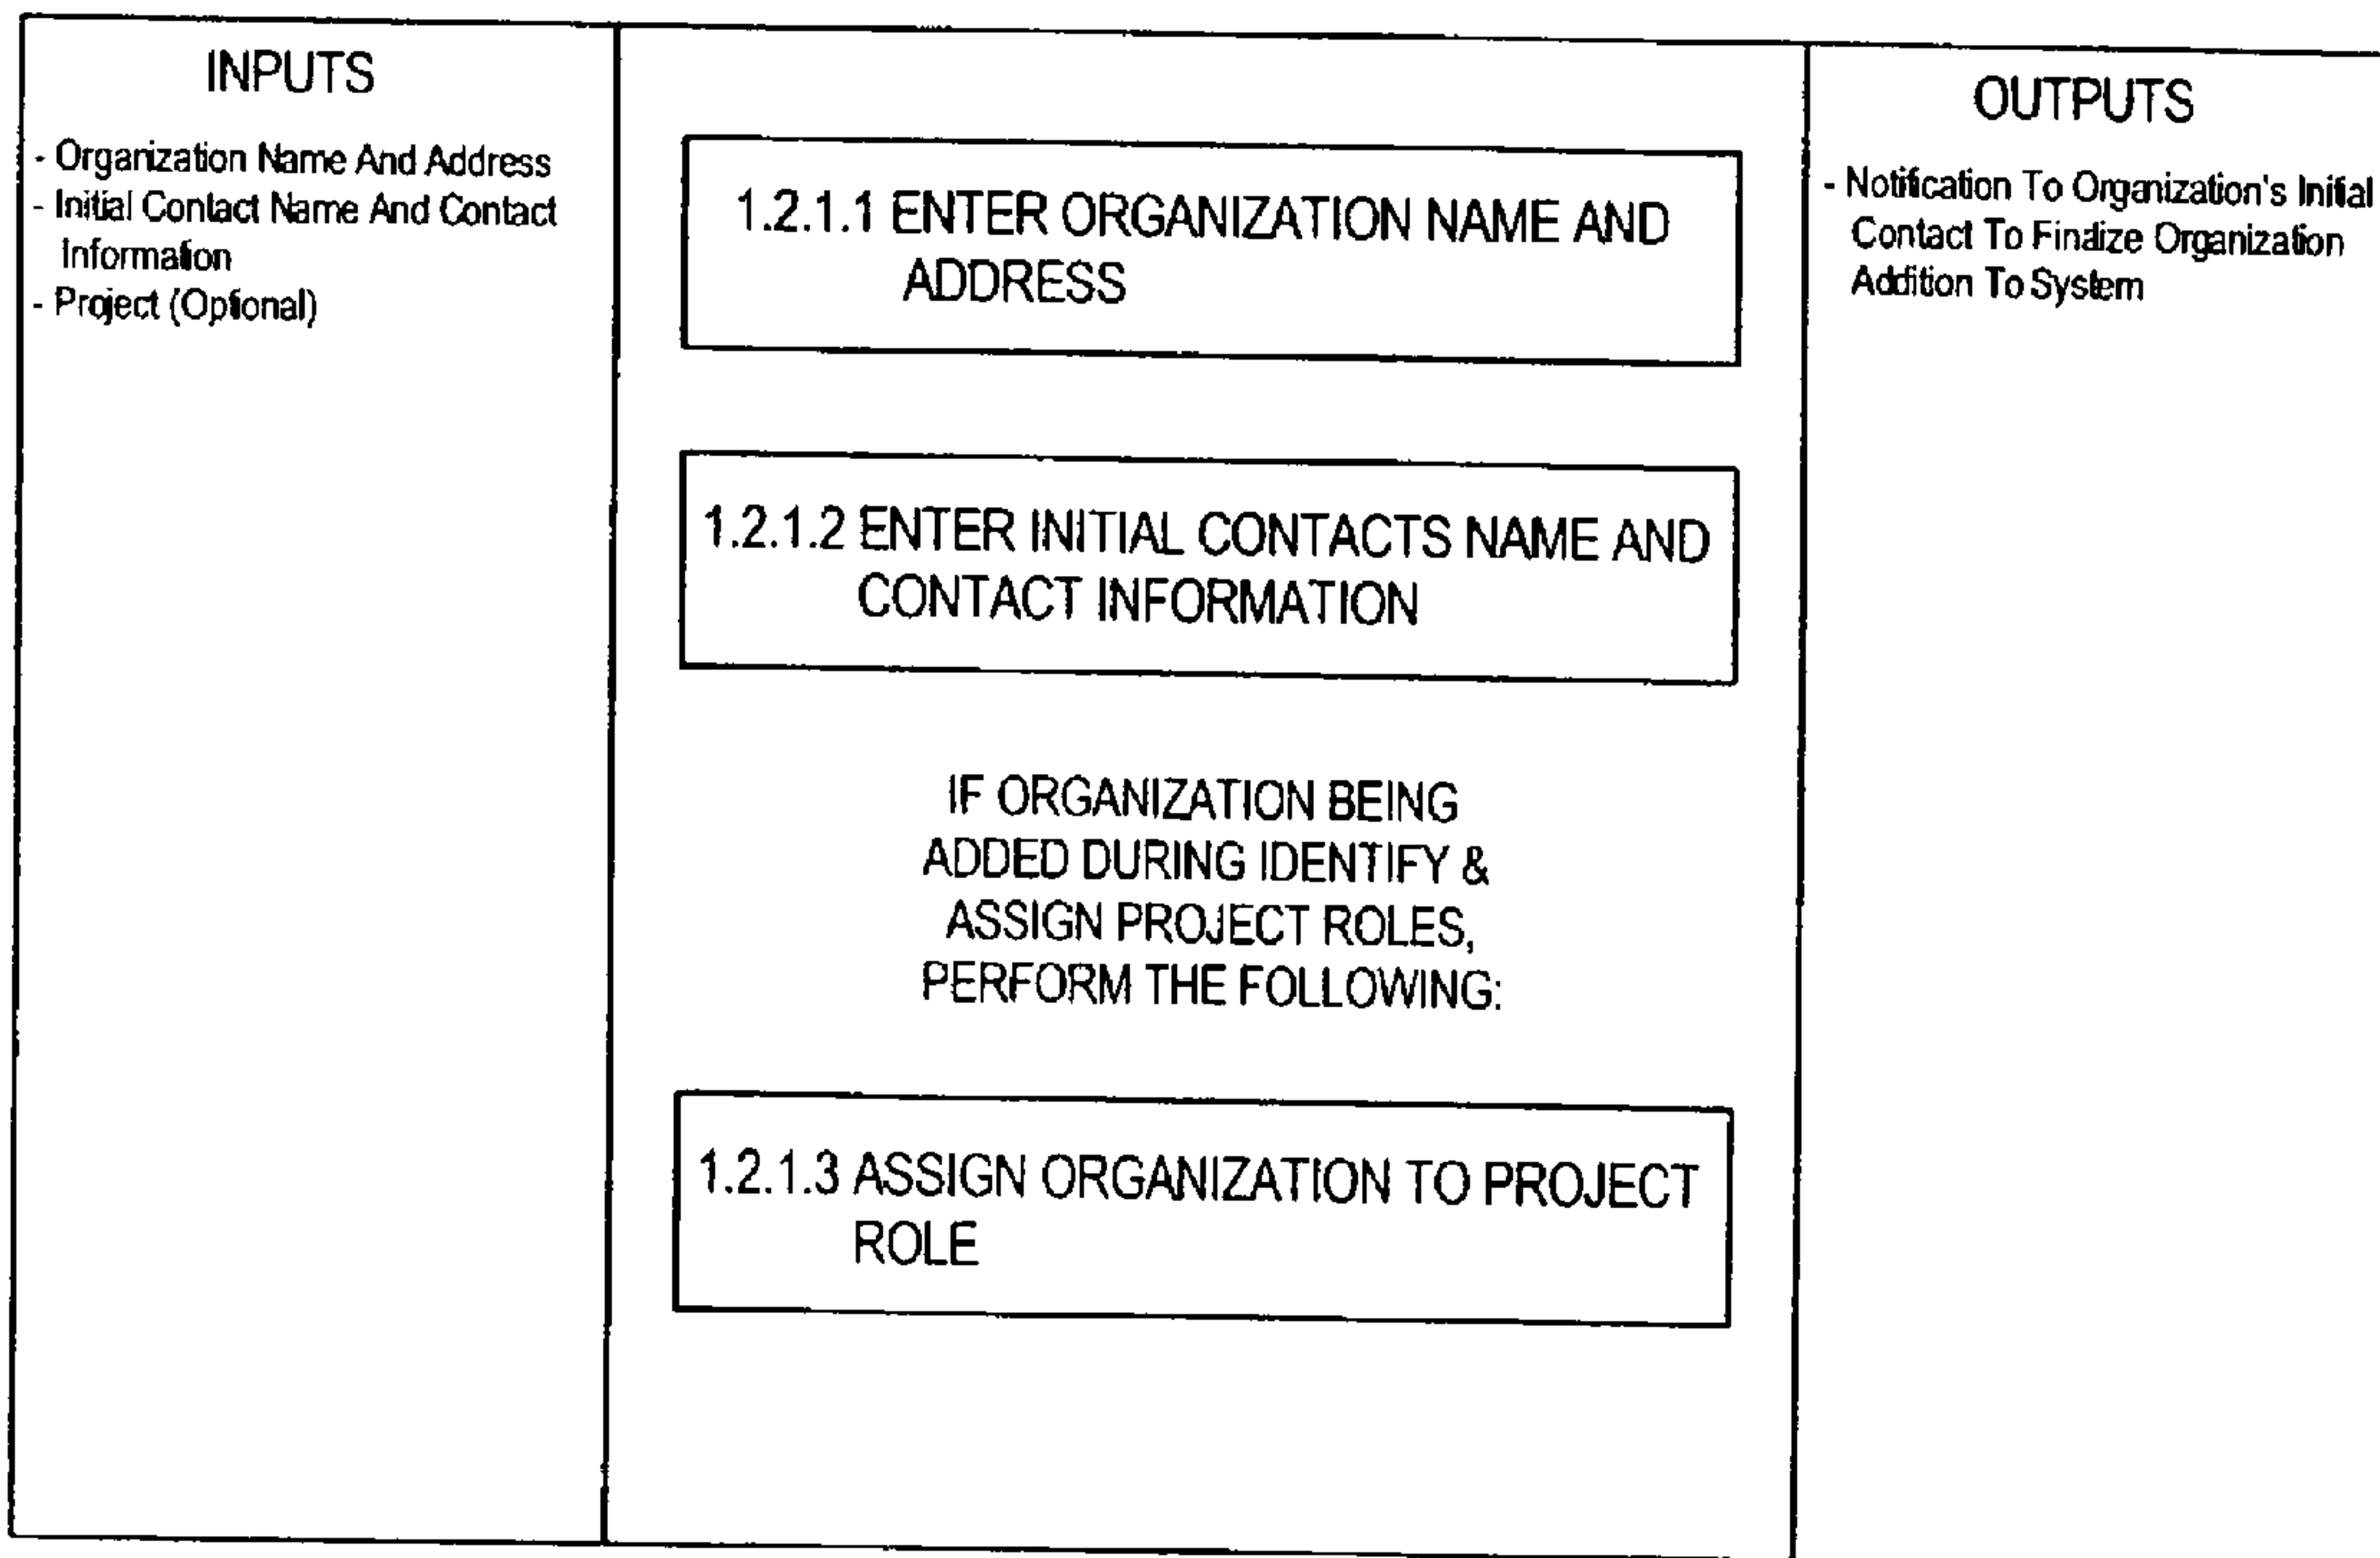 INPUTS
- Organization Name And Address
- Initial Contact Name And Contact
Information
- Project (Optional)
1.2.1.1 ENTER ORGANIZATION NAME AND
ADDRESS
1.2.1.2 ENTER INITIAL CONTACTS NAME AND
CONTACT INFORMATION
IF ORGANIZATION BEING
ADDED DURING IDENTIFY &
ASSIGN PROJECT ROLES,
PERFORM THE FOLLOWING:
1.2.1.3 ASSIGN ORGANIZATION TO PROJECT
ROLE
OUTPUTS
- Notification To Organization's Initial
Contact To Finalize Organization
Addition To System